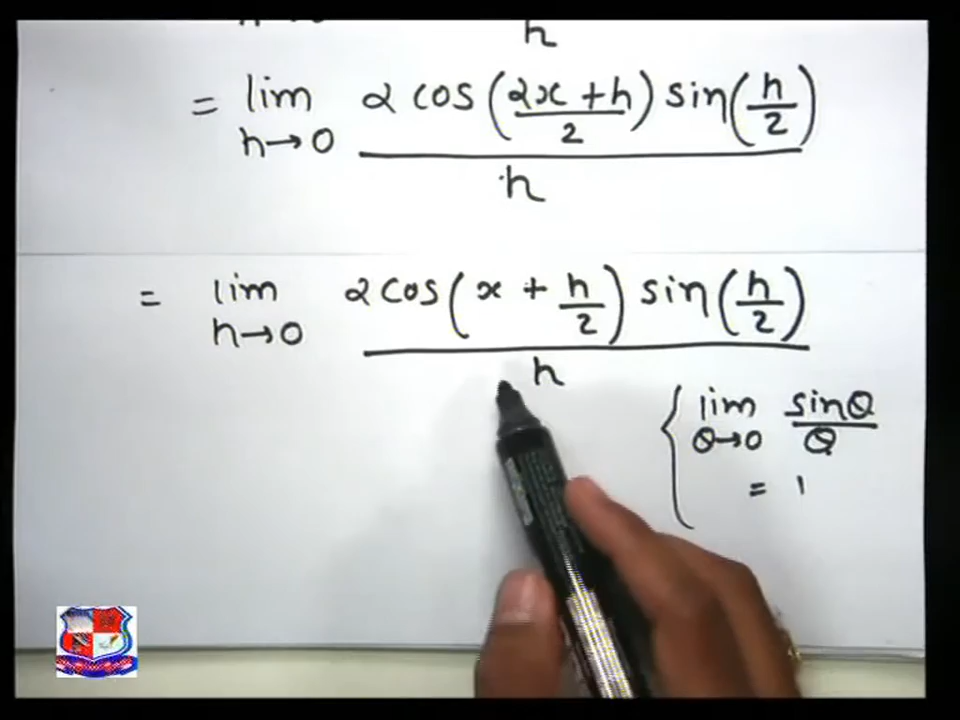 h
= lim 2 cos (2x + h / 2) sin (h / 2)
h→0 h
= lim 2 cos (x + h / 2) sin (h / 2)
h→0 h
{ lim sinθ
θ→0 θ
= 1